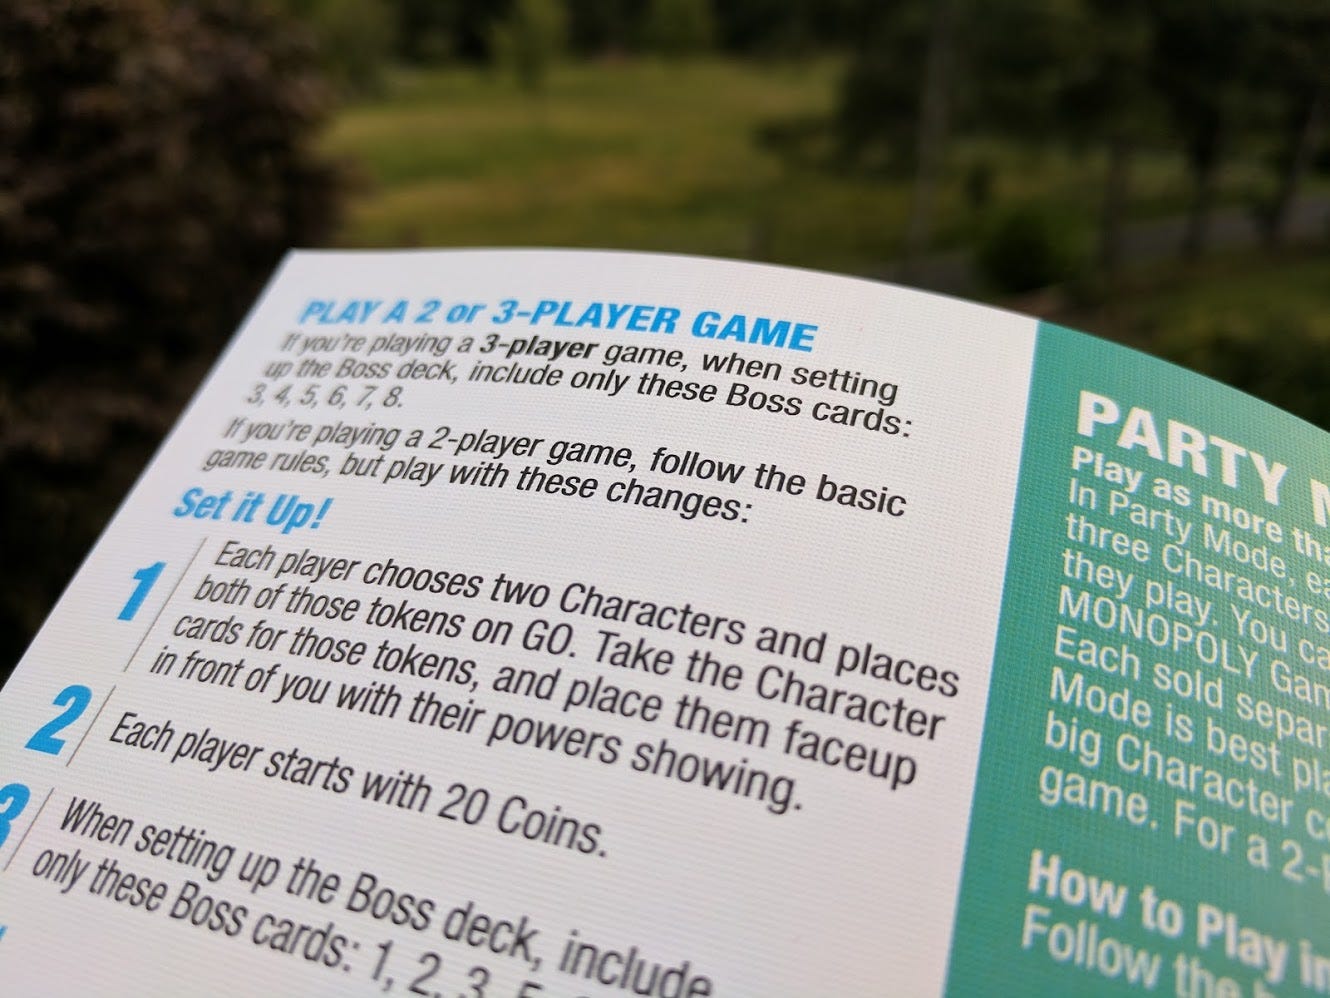 PLAY A 2 or 3-PLAYER GAME
If you're playing a 3-player game, when setting
up the Boss deck, include only these Boss cards:
3, 4, 5, 6, 7, 8.
If you're playing a 2-player game, follow the basic
game rules, but play with these changes:
Set it Up!
1 Each player chooses two Characters and places
both of those tokens on GO. Take the Character
cards for those tokens, and place them faceup
in front of you with their powers showing.
2 Each player starts with 20 Coins.
3 When setting up the Boss deck, include
only these Boss cards: 1, 2, 3, 5,
PARTY
Play as more
In Party Mode,
three Characters
they play. You
MONOPOLY
Each sold
Mode is best
big Character
game. For a 2-
How to Play
Follow the